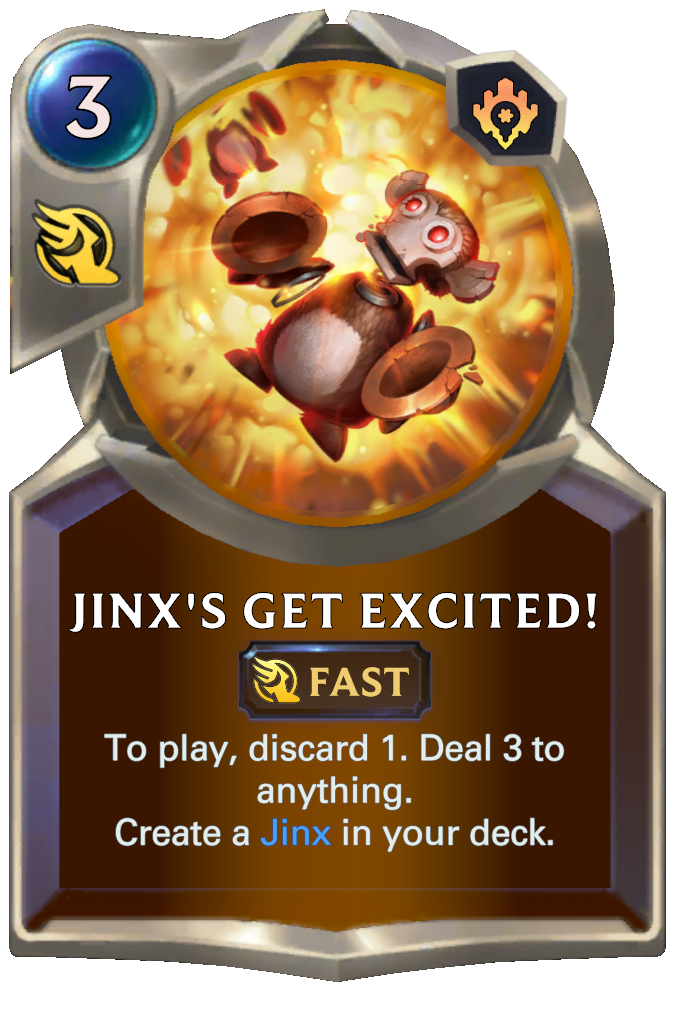 3
JINX'S GET EXCITED!
FAST
To play, discard 1. Deal 3 to
anything.
Create a Jinx in your deck.